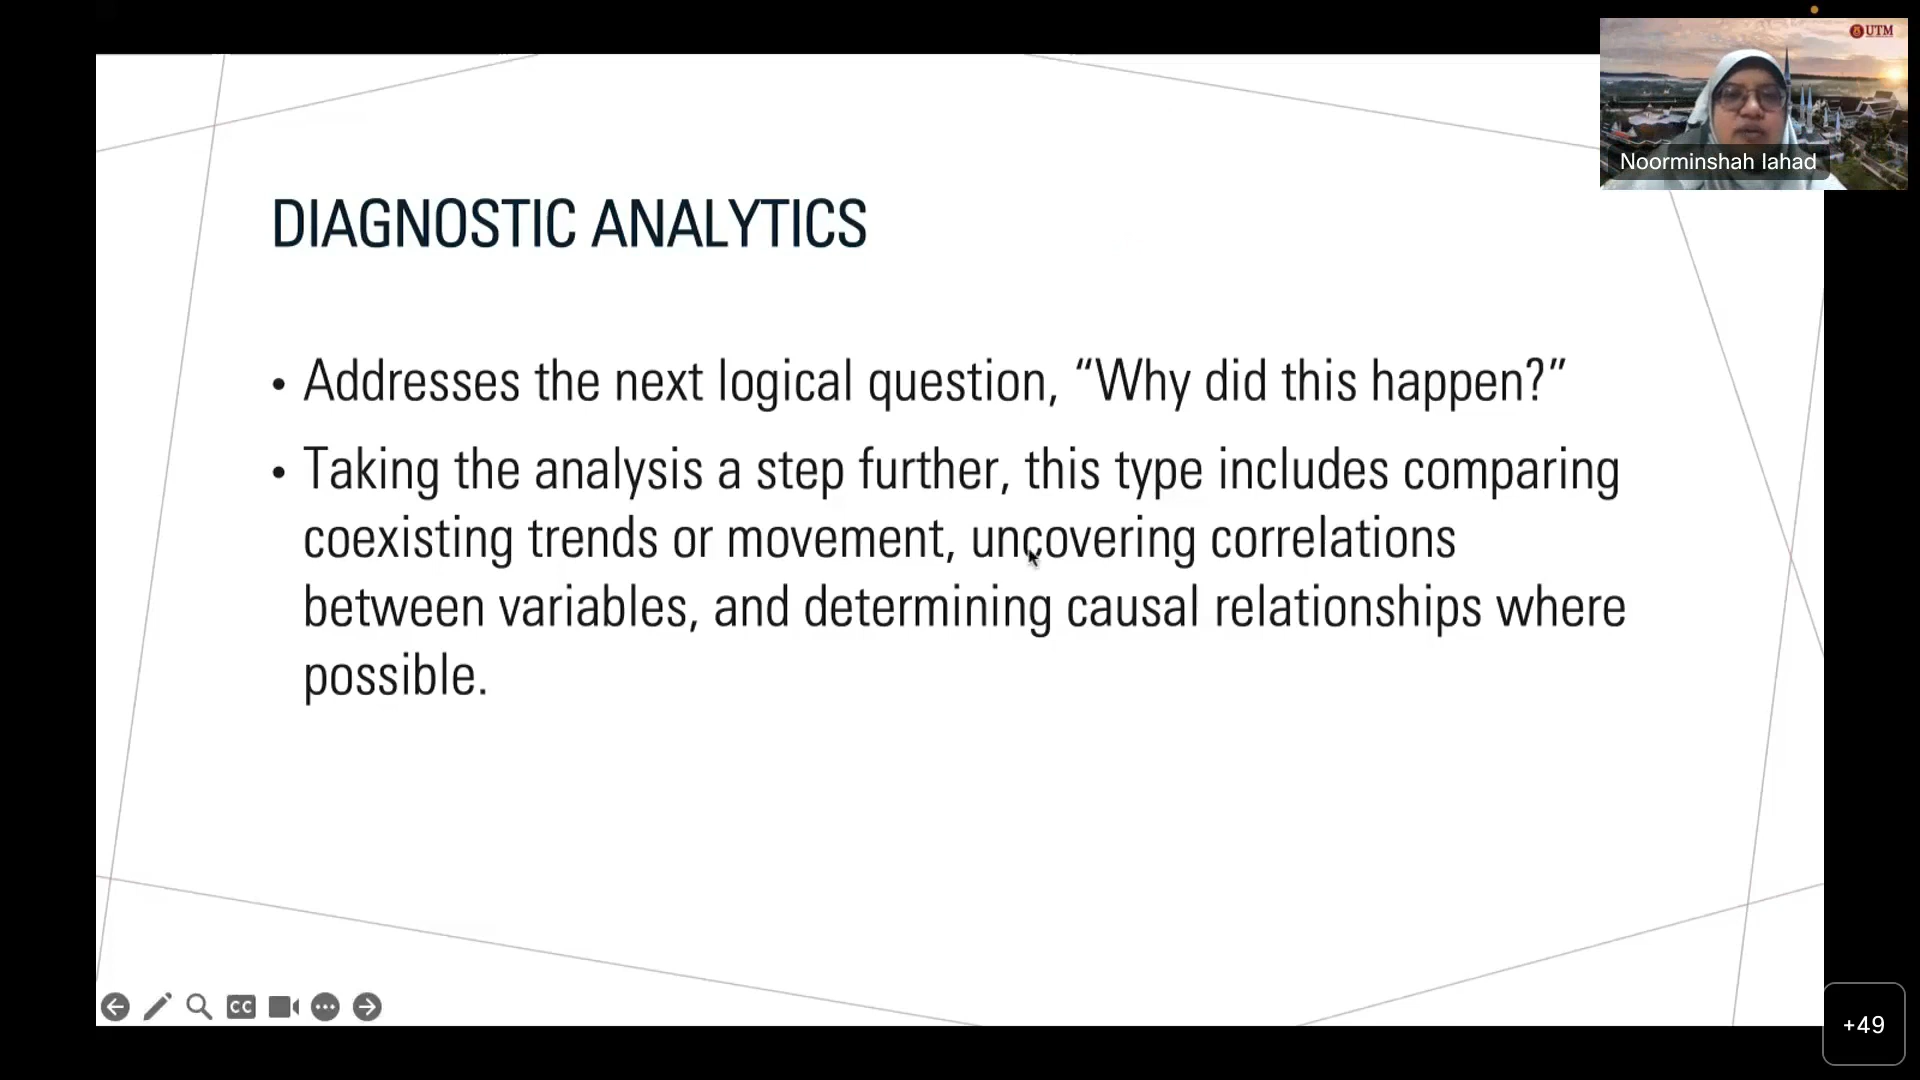 UTM
Noorminshah Iahad
DIAGNOSTIC ANALYTICS
• Addresses the next logical question, “Why did this happen?”
• Taking the analysis a step further, this type includes comparing
coexisting trends or movement, uncovering correlations
between variables, and determining causal relationships where
possible.
CC
+49